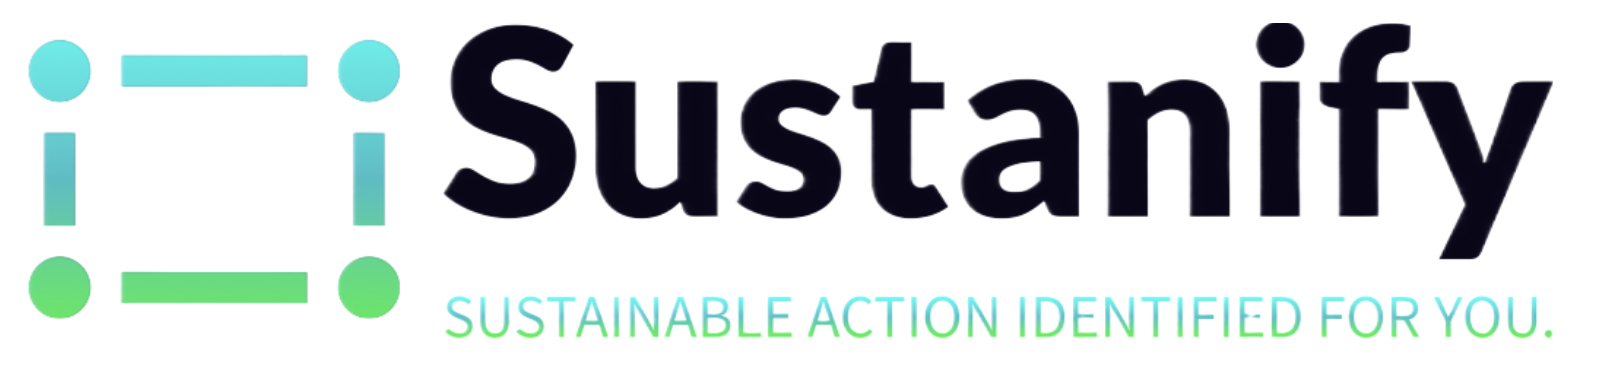 Sustanify
SUSTAINABLE ACTION IDENTIFIED FOR YOU.